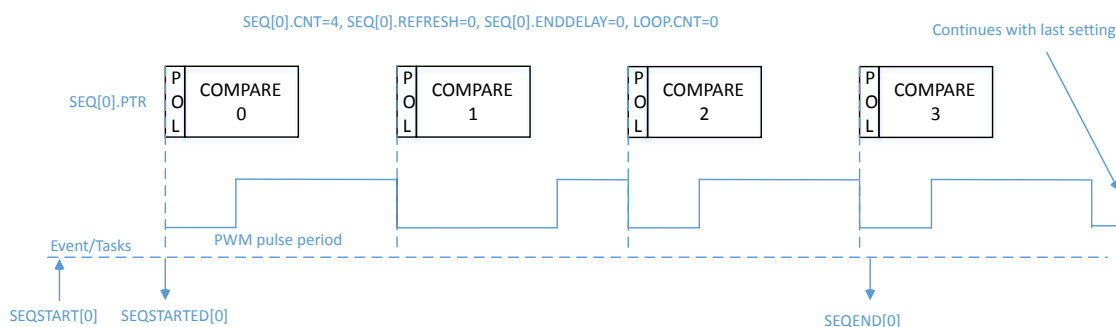 SEQ[0].CNT=4, SEQ[0].REFRESH=0, SEQ[0].ENDDELAY=0, LOOP.CNT=0
Continues with last setting
SEQ[0].PTR
P
O
L
COMPARE
0
P
O
L
COMPARE
1
P
O
L
COMPARE
2
P
O
L
COMPARE
3
Event/Tasks
PWM pulse period
SEQSTART[0]
SEQSTARTED[0]
SEQEND[0]